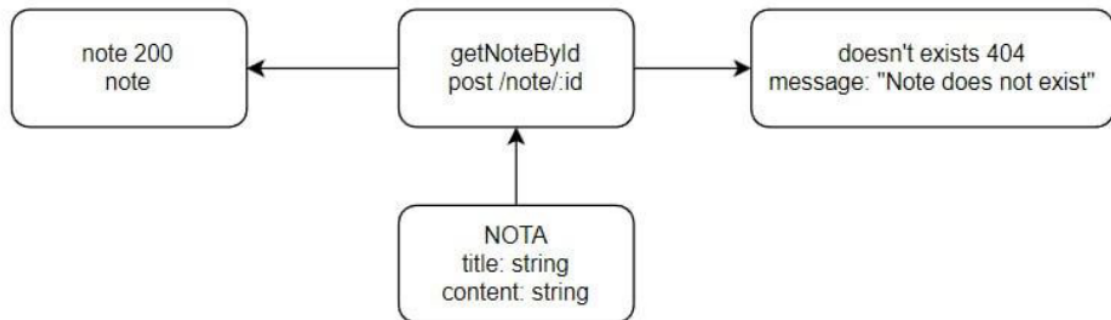 note 200
note
getNoteById
post /note/:id
doesn't exists 404
message: "Note does not exist"
NOTA
title: string
content: string